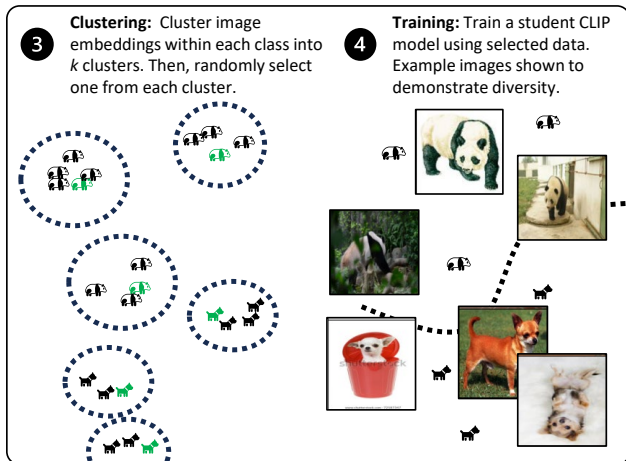 3
Clustering: Cluster image
embeddings within each class into
k clusters. Then, randomly select
one from each cluster.
4
Training: Train a student CLIP
model using selected data.
Example images shown to
demonstrate diversity.
shutterstock